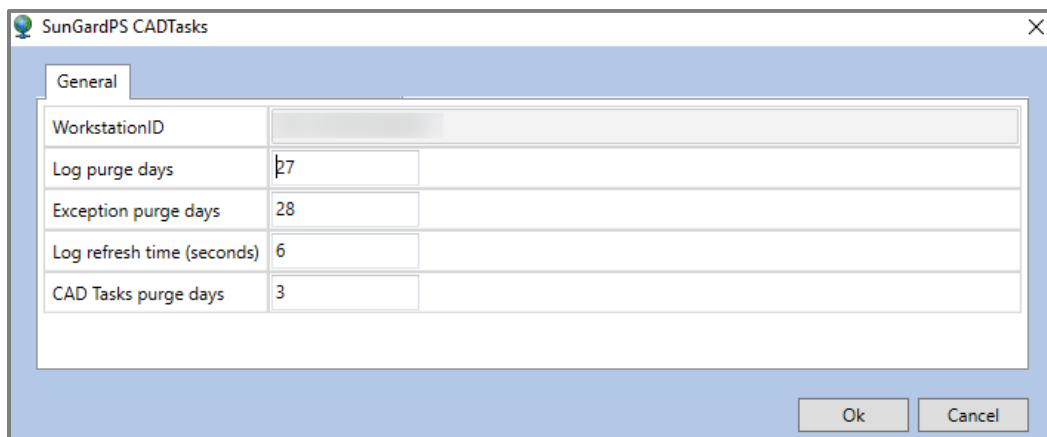 SunGardPS CADTasks
General
WorkstationID
Log purge days 27
Exception purge days 28
Log refresh time (seconds) 6
CAD Tasks purge days 3
Ok Cancel